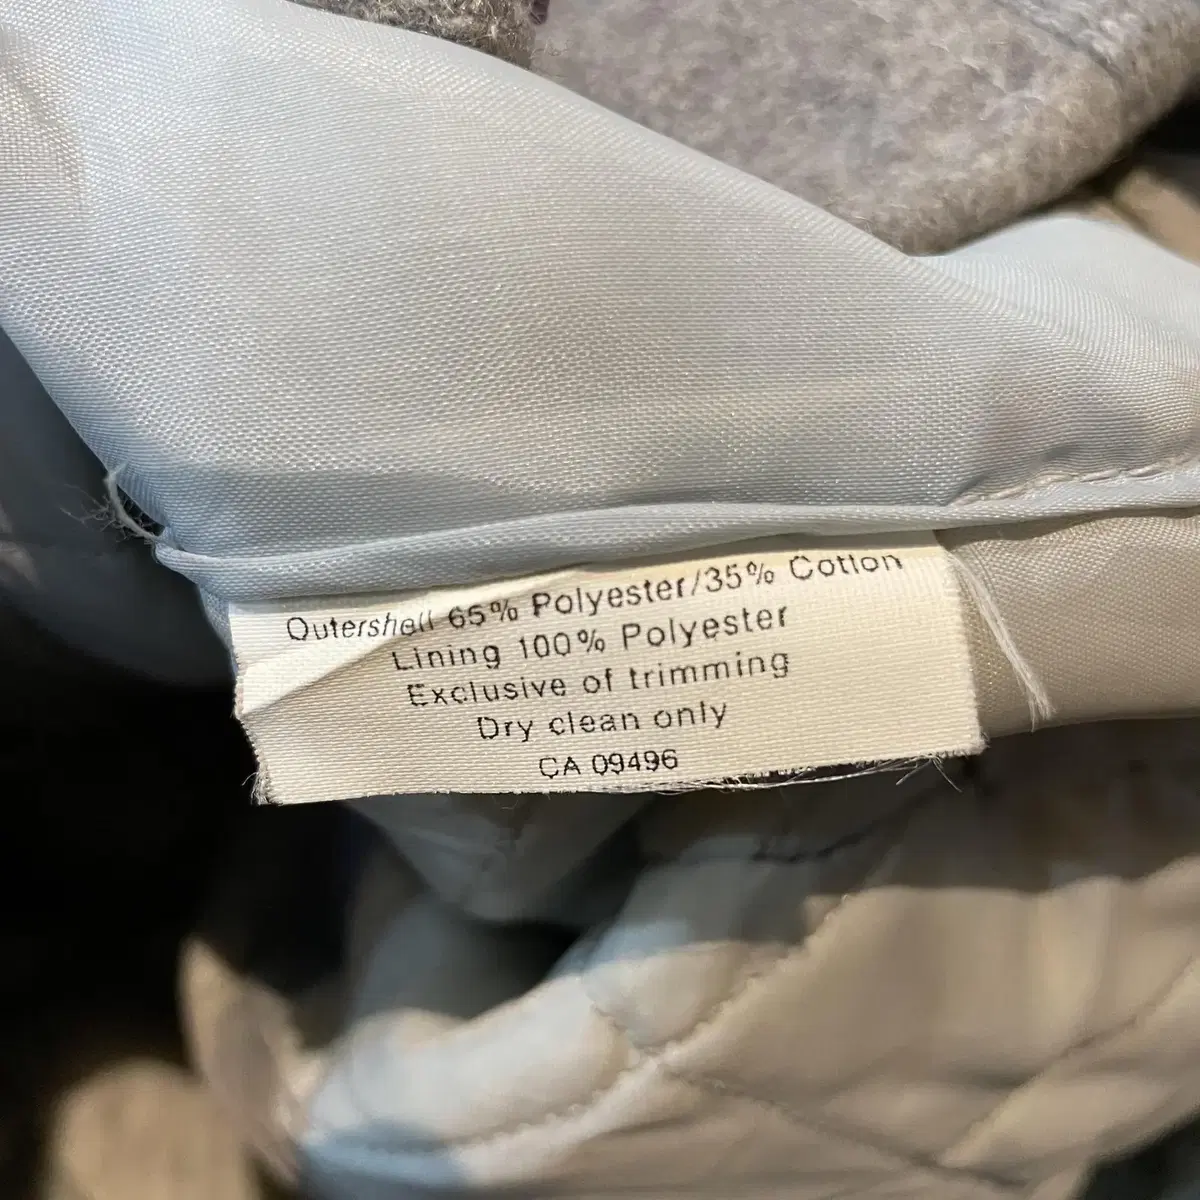 Outershell 65% Polyester/35% Cotton
Lining 100% Polyester
Exclusive of trimming
Dry clean only
CA 09496